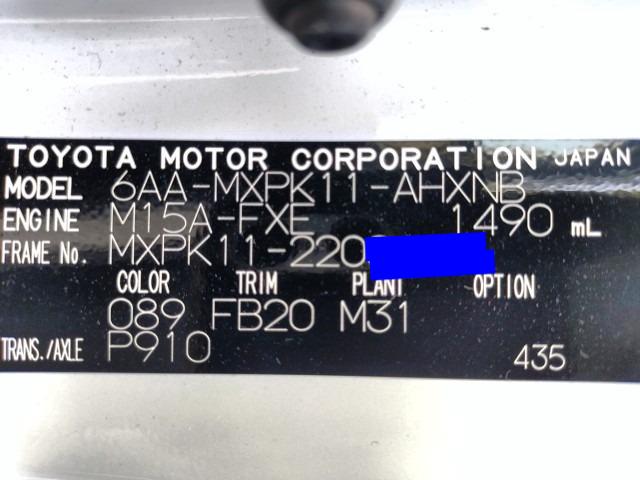 TOYOTA MOTOR CORPORATION JAPAN
MODEL 6AA-MXPK11-AHXNB
ENGINE M15A-FXE 1490 mL
FRAME No. MXPK11-220
COLOR TRIM PLANT OPTION
089 FB20 M31
TRANS./AXLE P910 435